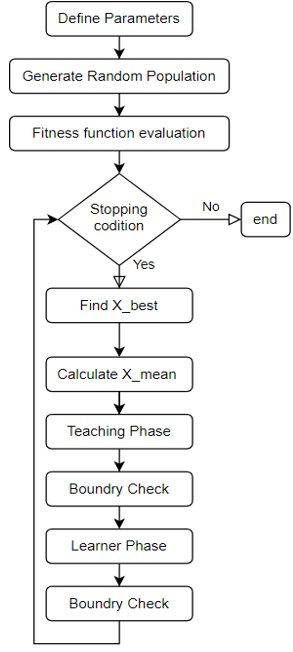 Define Parameters
Generate Random Population
Fitness function evaluation
Stopping
codition
No
end
Yes
Find X_best
Calculate X_mean
Teaching Phase
Boundry Check
Learner Phase
Boundry Check